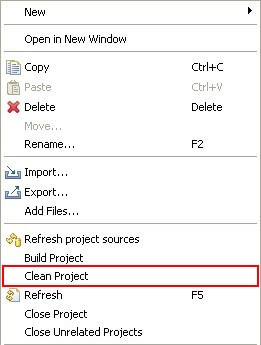 New
Open in New Window
Copy Ctrl+C
Paste Ctrl+V
Delete Delete
Move...
Rename... F2
Import...
Export...
Add Files...
Refresh project sources
Build Project
Clean Project
Refresh F5
Close Project
Close Unrelated Projects